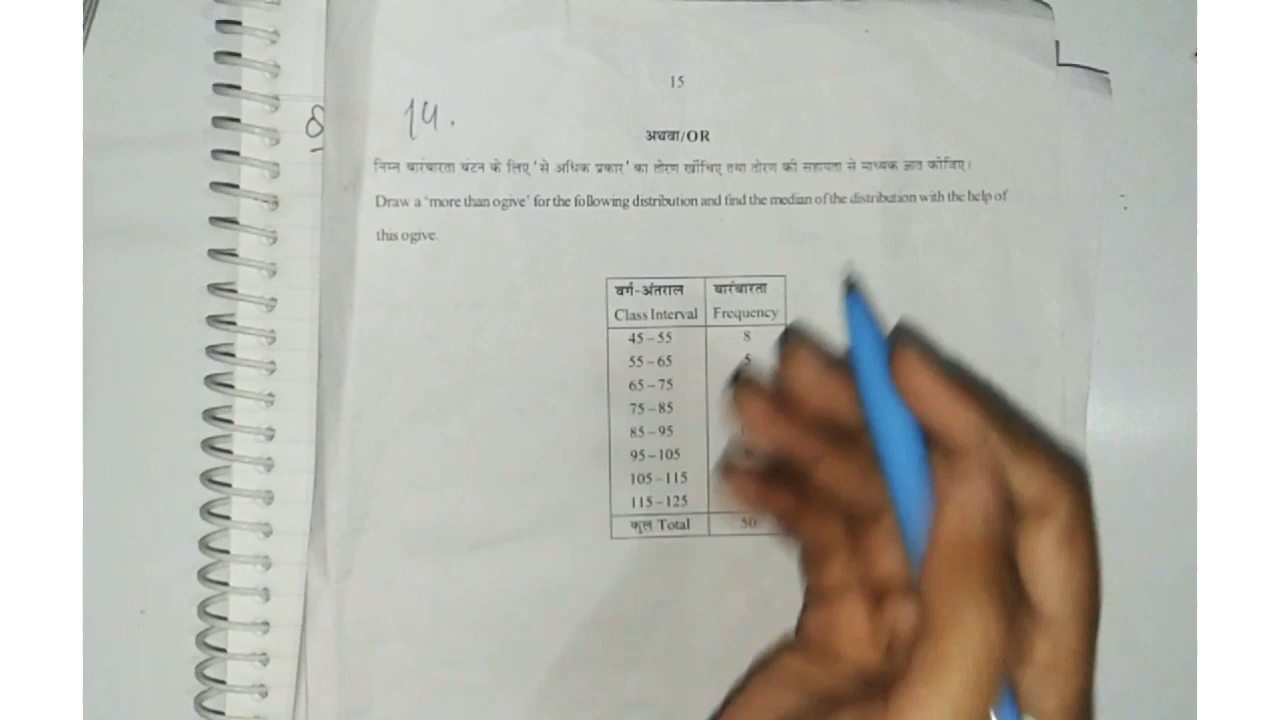 15
14.
अथवा/OR
निम्न बारंबारता बंटन के लिए 'से अधिक प्रकार' का तोरण खींचिए तथा तोरण की सहायता से माध्यक ज्ञात कीजिए।
Draw a 'more than ogive' for the following distribution and find the median of the distribution with the help of
this ogive.
वर्ग-अंतराल बारंबारता
Class Interval Frequency
45-55 8
55-65 5
65-75
75-85
85-95
95-105
105-115
115-125
कुल Total 50
8